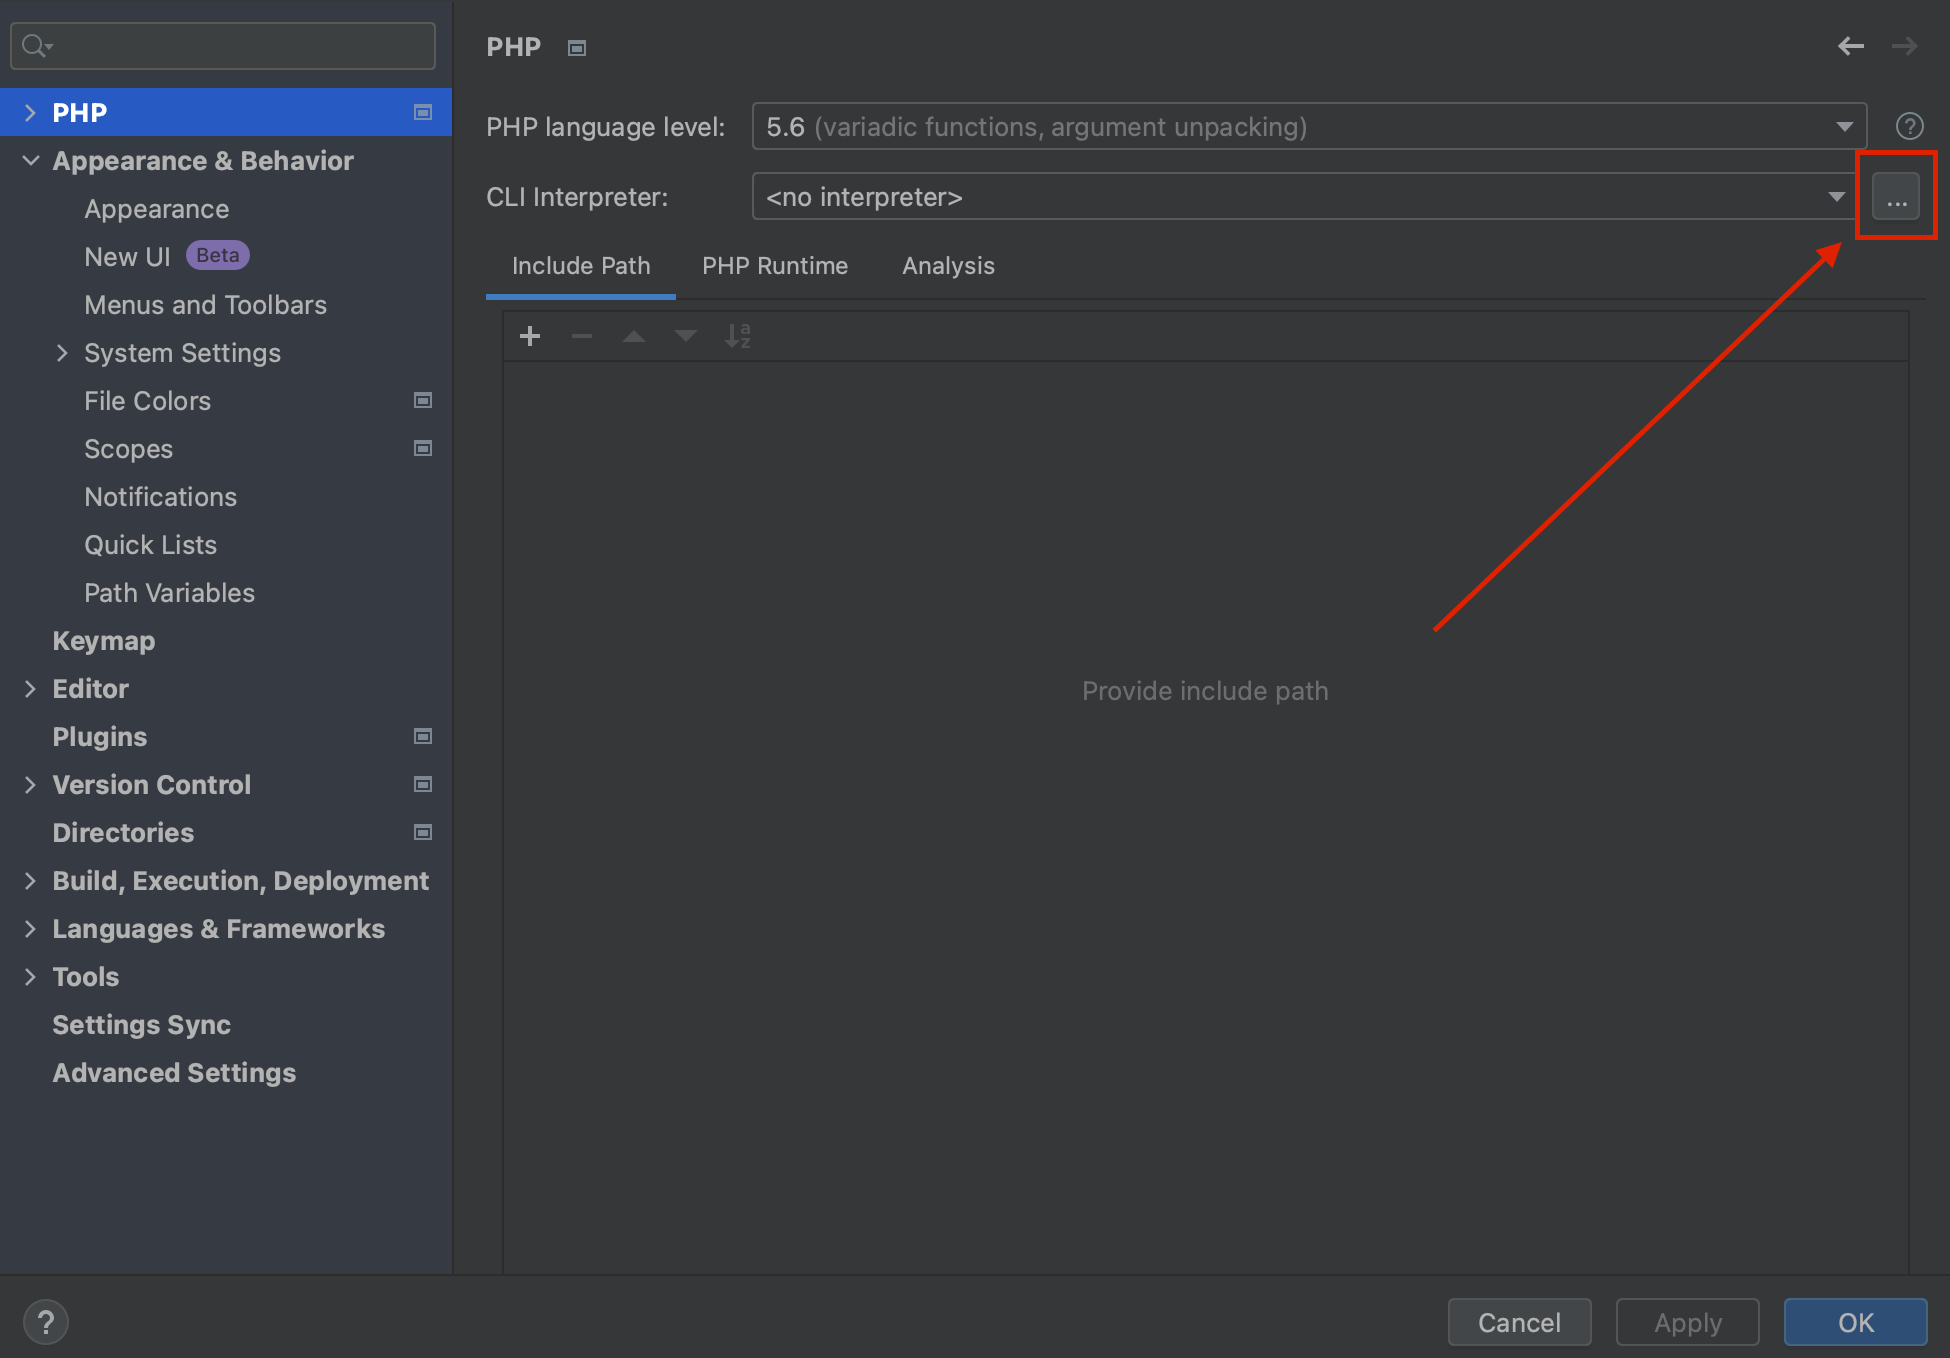 PHP
Appearance & Behavior
Appearance
New UI Beta
Menus and Toolbars
System Settings
File Colors
Scopes
Notifications
Quick Lists
Path Variables
Keymap
Editor
Plugins
Version Control
Directories
Build, Execution, Deployment
Languages & Frameworks
Tools
Settings Sync
Advanced Settings
?
PHP
PHP language level: 5.6 (variadic functions, argument unpacking) ?
CLI Interpreter: <no interpreter> ...
Include Path PHP Runtime Analysis
a
z
Provide include path
Cancel Apply OK